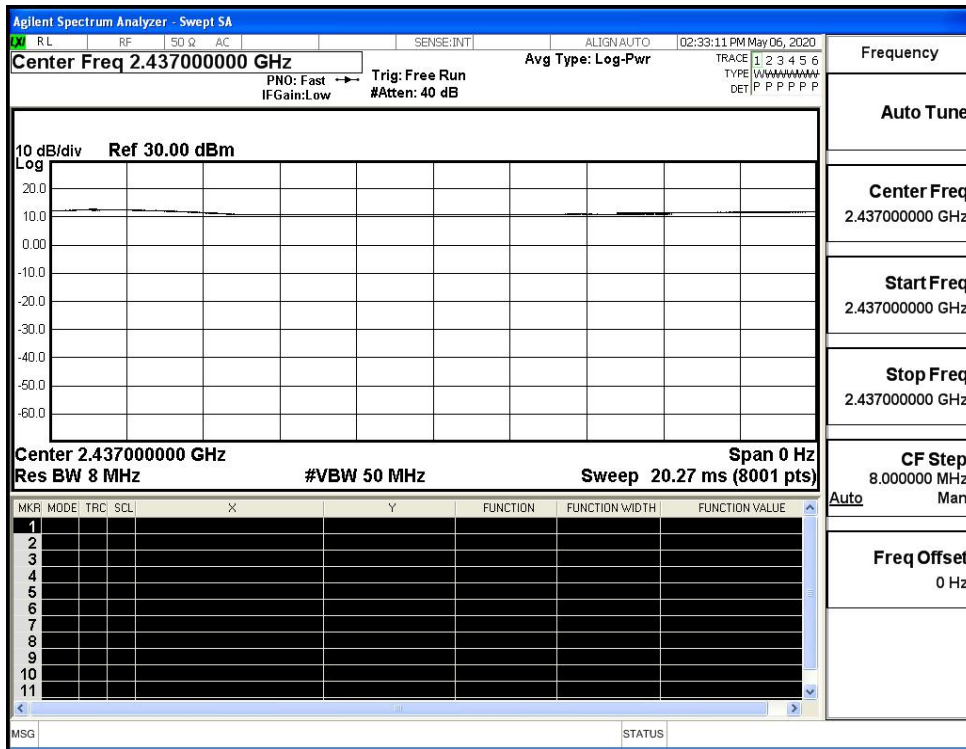 Agilent Spectrum Analyzer - Swept SA
LXI RL RF 50 Ω AC SENSE:INT ALIGN AUTO 02:33:11 PM May 06, 2020
Center Freq 2.437000000 GHz
PNO: Fast
IFGain:Low
Trig: Free Run
#Atten: 40 dB
Avg Type: Log-Pwr
TRACE 1 2 3 4 5 6
TYPE WWWWWW
DET P P P P P P
10 dB/div Ref 30.00 dBm
Log
20.0
10.0
0.00
-10.0
-20.0
-30.0
-40.0
-50.0
-60.0
Center 2.437000000 GHz Span 0 Hz
Res BW 8 MHz #VBW 50 MHz Sweep 20.27 ms (8001 pts)
MKR MODE TRC SCL X Y FUNCTION FUNCTION WIDTH FUNCTION VALUE
1
2
3
4
5
6
7
8
9
10
11
MSG STATUS
Frequency
Auto Tune
Center Freq
2.437000000 GHz
Start Freq
2.437000000 GHz
Stop Freq
2.437000000 GHz
CF Step
8.000000 MHz
Auto Man
Freq Offset
0 Hz